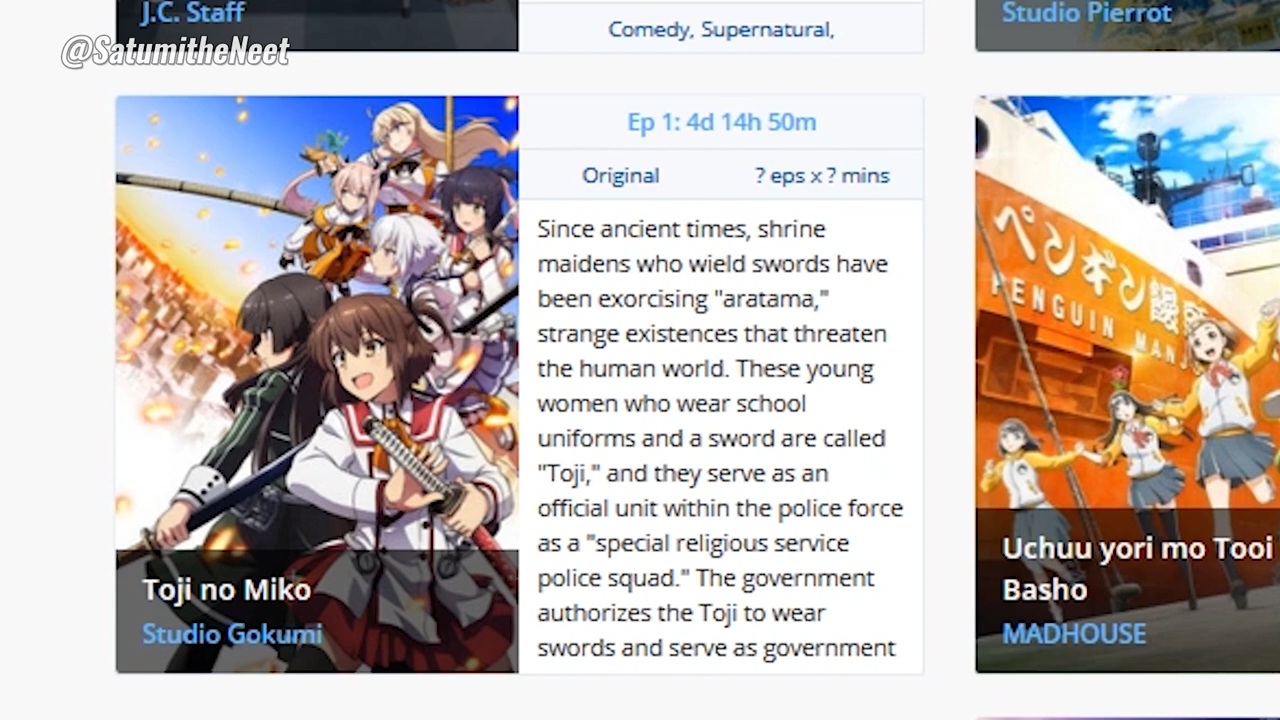 J.C. Staff
@SatumitheNeet
Comedy, Supernatural,
Studio Pierrot
Ep 1: 4d 14h 50m
Original
? eps x ? mins
Since ancient times, shrine
maidens who wield swords have
been exorcising "aratama,"
strange existences that threaten
the human world. These young
women who wear school
uniforms and a sword are called
"Toji," and they serve as an
official unit within the police force
as a "special religious service
police squad." The government
authorizes the Toji to wear
swords and serve as government
Toji no Miko
Studio Gokumi
ペンギン饅
PENGUIN MAN
Uchuu yori mo Tooi
Basho
MADHOUSE